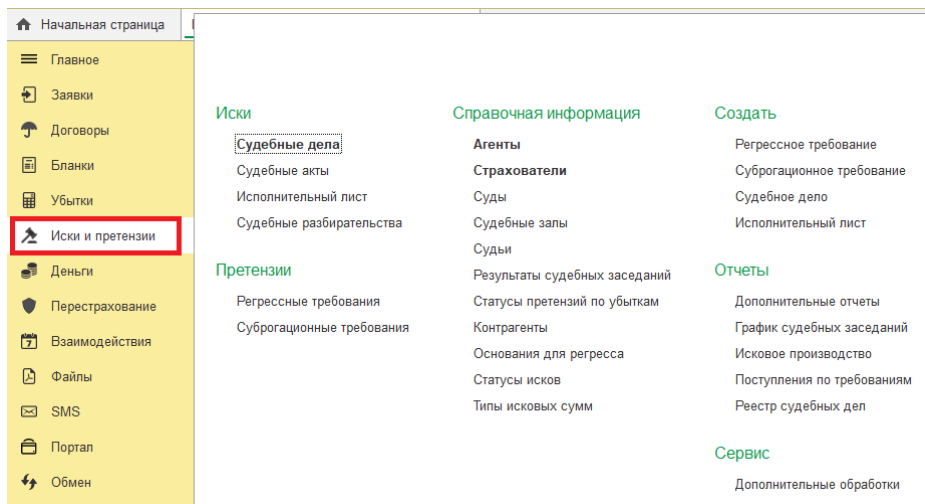 Начальная страница
Главное
Заявки
Договоры
Бланки
Убытки
Иски и претензии
Деньги
Перестрахование
7
Взаимодействия
Файлы
SMS
Портал
Обмен
Иски
Судебные дела
Судебные акты
Исполнительный лист
Судебные разбирательства
Претензии
Регрессные требования
Суброгационные требования
Справочная информация
Агенты
Страхователи
Суды
Судебные залы
Судьи
Результаты судебных заседаний
Статусы претензий по убыткам
Контрагенты
Основания для регресса
Статусы исков
Типы исковых сумм
Создать
Регрессное требование
Суброгационное требование
Судебное дело
Исполнительный лист
Отчеты
Дополнительные отчеты
График судебных заседаний
Исковое производство
Поступления по требованиям
Реестр судебных дел
Сервис
Дополнительные обработки